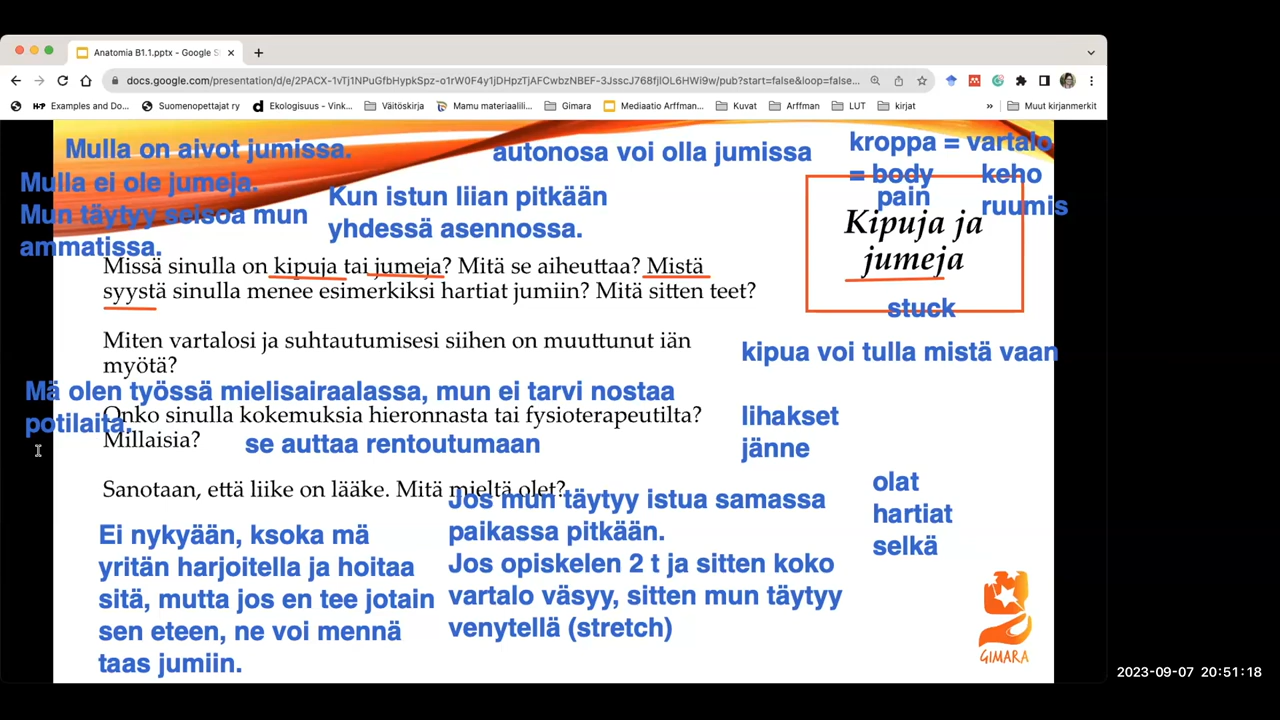 Anatomia B1.1.pptx - Google S
docs.google.com/presentation/d/e/2PACX-1vTj1NPuGfbHypkSpz-o1rW0F4y1jDHpzTjAFCwbzNBEF-3JsscJ768fjlOL6HWi9w/pub?start=false&loop=false...
Examples and Do...
Suomenopettajat ry
Ekologisuus - Vink...
Väitöskirja
Mamu materiaalili...
Gimara
Mediaatio Arffman...
Kuvat
Arffman
LUT
kirjat
»
Muut kirjanmerkit
Mulla on aivot jumissa.
autonosa voi olla jumissa
kroppa = vartalo
= body
keho
ruumis
pain
Mulla ei ole jumeja.
Mun täytyy seisoa mun
ammatissa.
Kun istun liian pitkään
yhdessä asennossa.
Kipuja ja
jumeja
stuck
Missä sinulla on kipuja tai jumeja? Mitä se aiheuttaa? Mistä
syystä sinulla menee esimerkiksi hartiat jumiin? Mitä sitten teet?
Miten vartalosi ja suhtautumisesi siihen on muuttunut iän
myötä?
kipua voi tulla mistä vaan
Mä olen työssä mielisairaalassa, mun ei tarvi nostaa
potilaita.
Onko sinulla kokemuksia hieronnasta tai fysioterapeutilta?
Millaisia?
se auttaa rentoutumaan
lihakset
jänne
Sanotaan, että liike on lääke. Mitä mieltä olet?
olat
hartiat
selkä
Ei nykyään, ksoka mä
yritän harjoitella ja hoitaa
sitä, mutta jos en tee jotain
sen eteen, ne voi mennä
taas jumiin.
Jos mun täytyy istua samassa
paikassa pitkään.
Jos opiskelen 2 t ja sitten koko
vartalo väsyy, sitten mun täytyy
venytellä (stretch)
GIMARA
2023-09-07 20:51:18